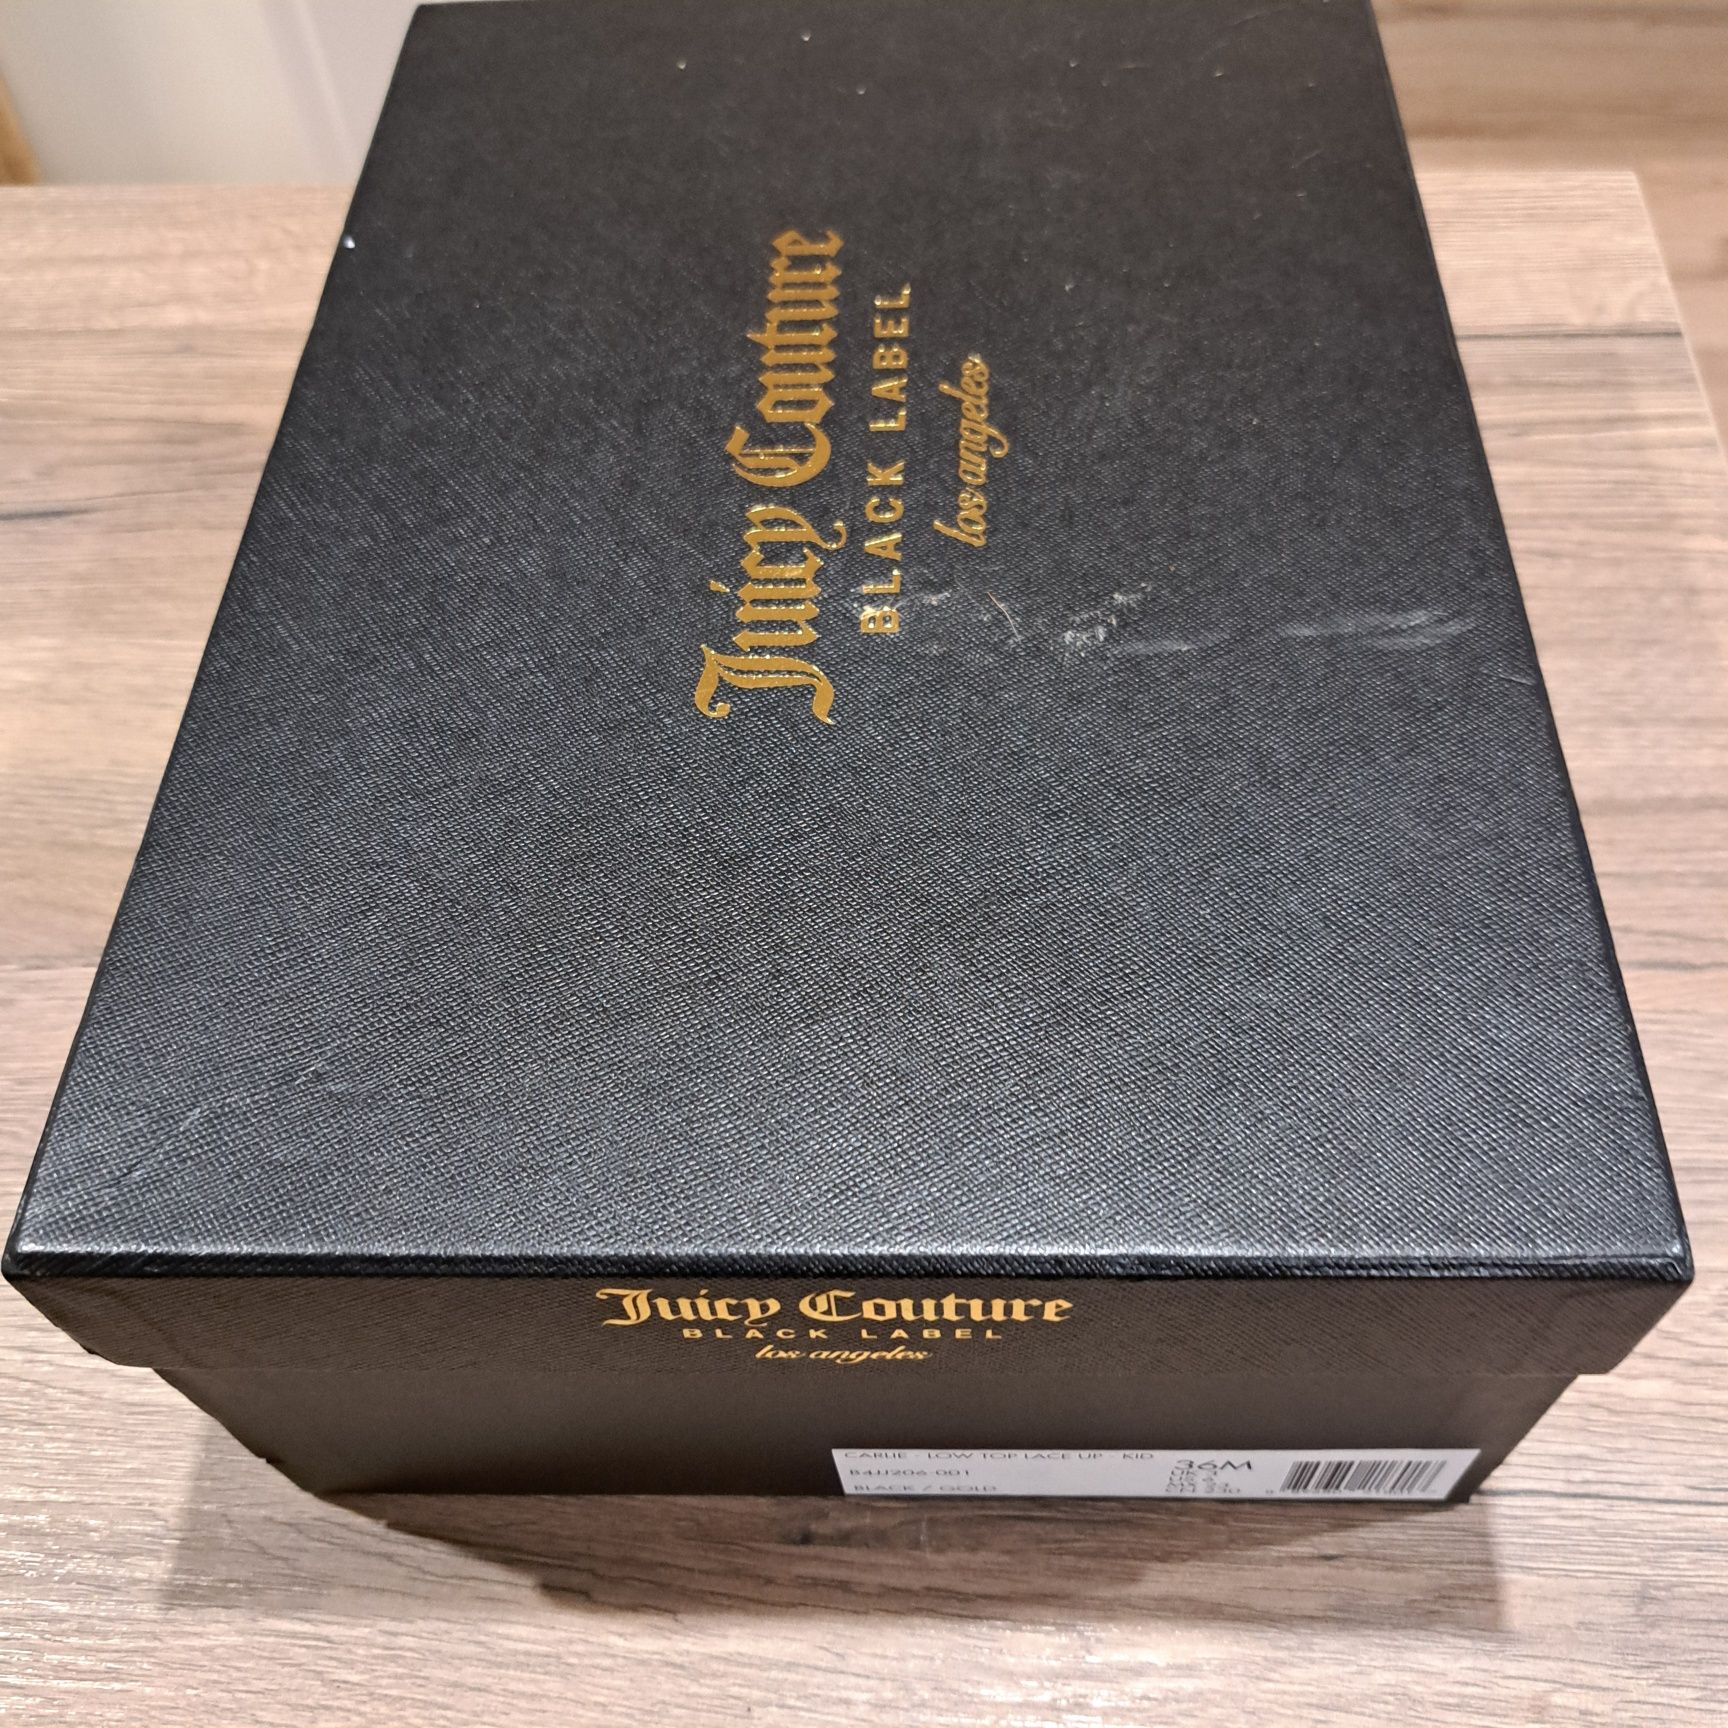 Juicy Couture
BLACK LABEL
los angeles
Juicy Couture
BLACK LABEL
los angeles
CARLIE - LOW TOP LACE UP - KID
B4JJ206-001
36M
BLACK / GOLD